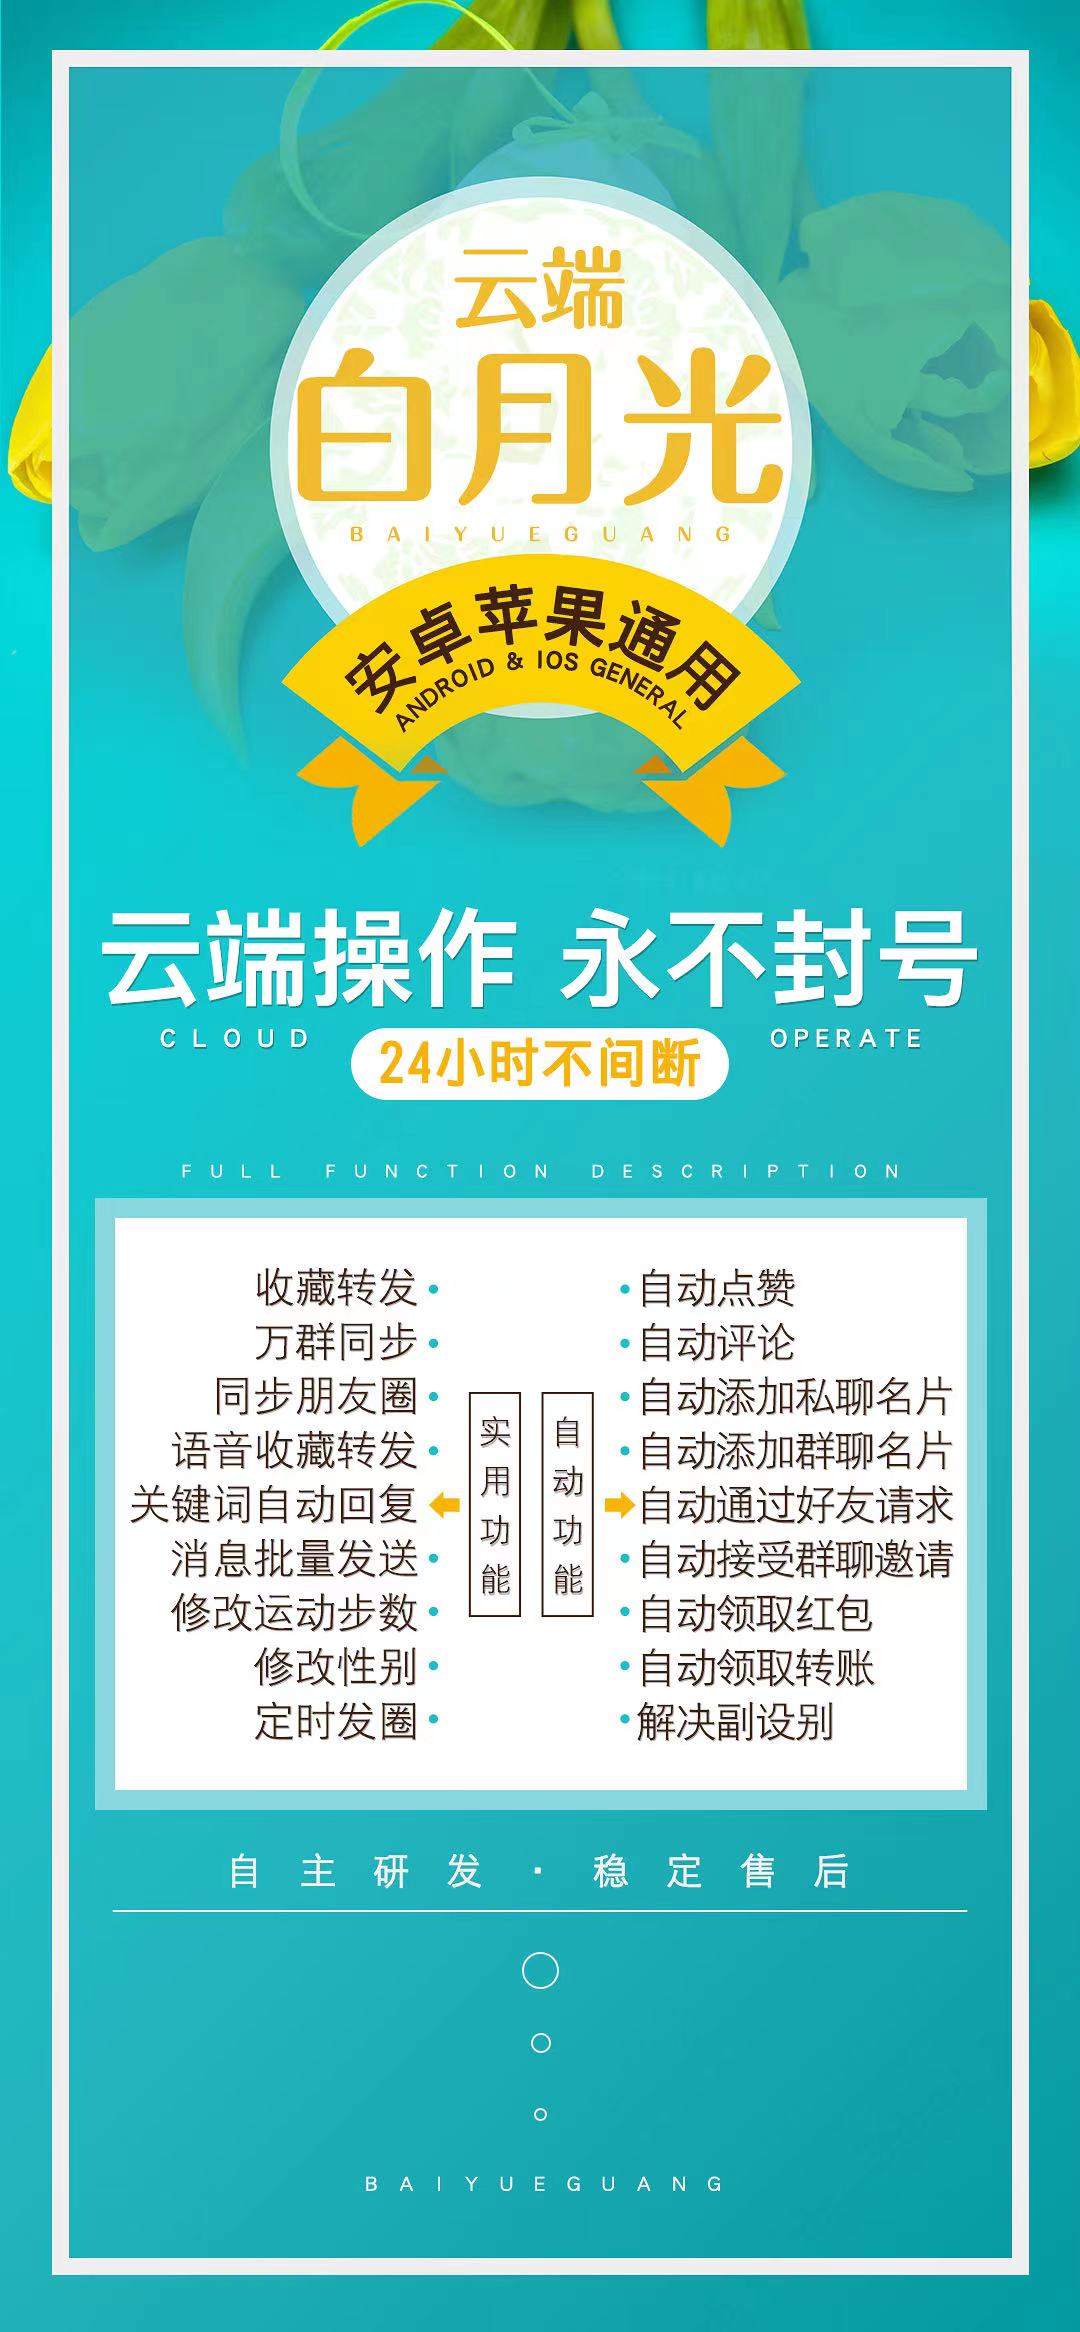 云端
白月光
BAIYUEGUANG
安卓苹果通用
ANDROID & IOS GENERAL
云端操作 永不封号
CLOUD
24小时不间断
OPERATE
FULL FUNCTION DESCRIPTION
收藏转发
万群同步
同步朋友圈
语音收藏转发
关键词自动回复
消息批量发送
修改运动步数
修改性别
定时发圈
实用功能
自动功能
自动点赞
自动评论
自动添加私聊名片
自动添加群聊名片
自动通过好友请求
自动接受群聊邀请
自动领取红包
自动领取转账
解决副设别
自主研发·稳定售后
BAIYUEGUANG